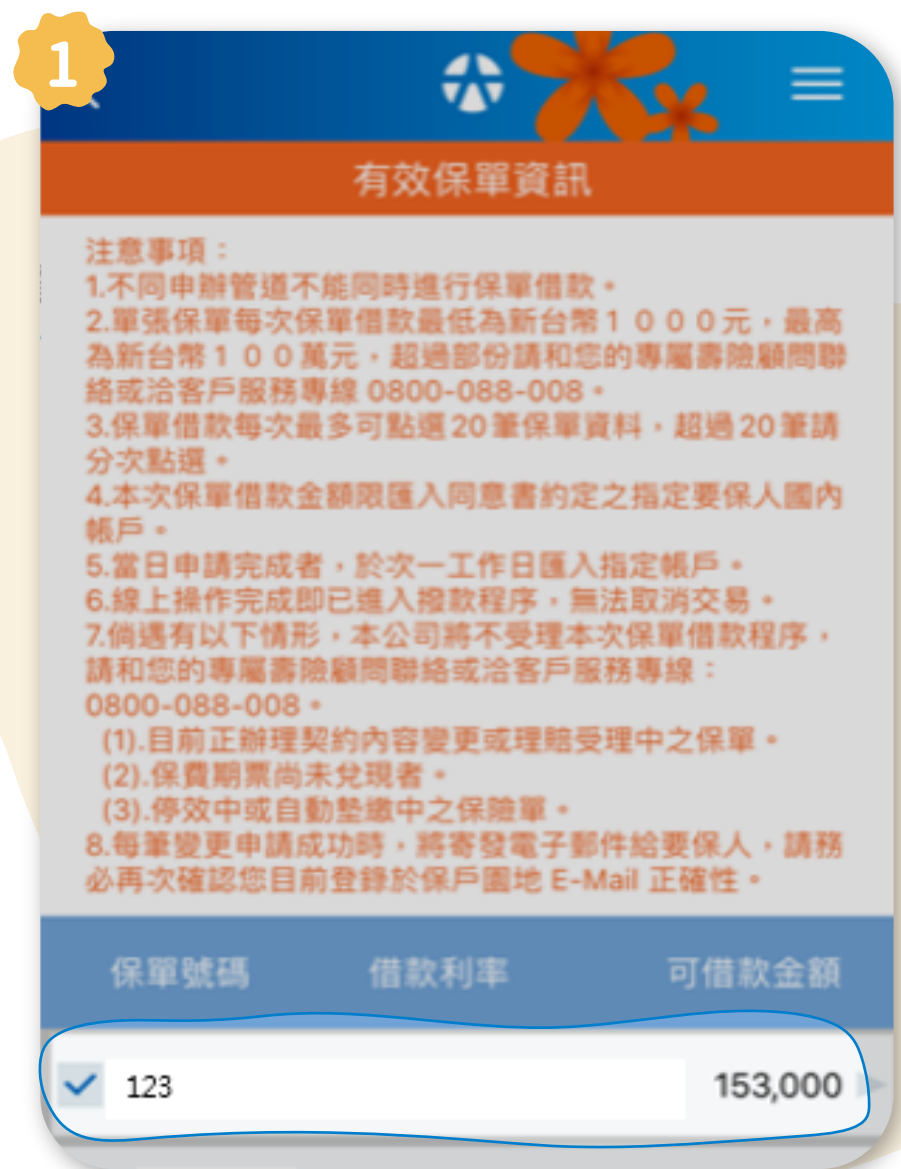 1
有效保單資訊
注意事項：
1.不同申辦管道不能同時進行保單借款。
2.單張保單每次保單借款最低為新台幣１０００元，最高
為新台幣１００萬元，超過部份請和您的專屬壽險顧問聯
絡或洽客戶服務專線 0800-088-008。
3.保單借款每次最多可點選20筆保單資料，超過20筆請
分次點選。
4.本次保單借款金額限匯入同意書約定之指定要保人國內
帳戶。
5.當日申請完成者，於次一工作日匯入指定帳戶。
6.線上操作完成即已進入撥款程序，無法取消交易。
7.倘遇有以下情形，本公司將不受理本次保單借款程序，
請和您的專屬壽險顧問聯絡或洽客戶服務專線：
0800-088-008。
(1).目前正辦理契約內容變更或理賠受理中之保單。
(2).保費期票尚未兌現者。
(3).停效中或自動墊繳中之保險單。
8.每筆變更申請成功時，將寄發電子郵件給要保人，請務
必再次確認您目前登錄於保戶園地 E-Mail 正確性。
保單號碼 借款利率 可借款金額
123 153,000